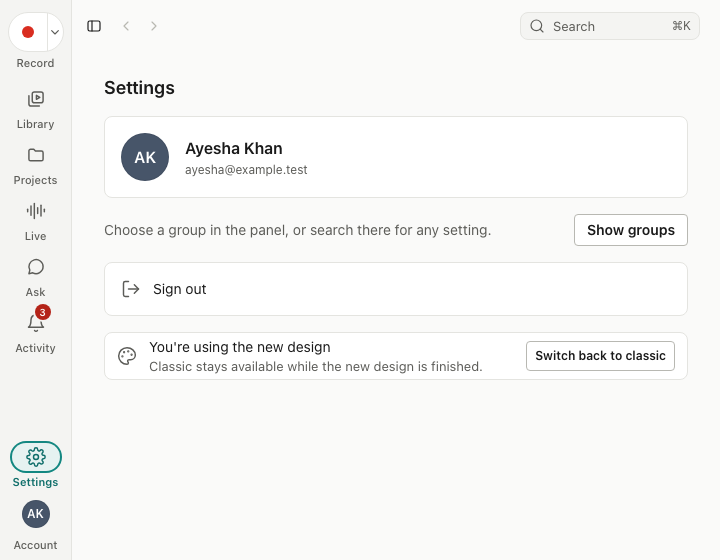 Record
Library
Projects
Live
Ask
3
Activity
Settings
AK
Account
Search ⌘K
Settings
AK
Ayesha Khan
ayesha@example.test
Choose a group in the panel, or search there for any setting.
Show groups
Sign out
You're using the new design
Classic stays available while the new design is finished.
Switch back to classic